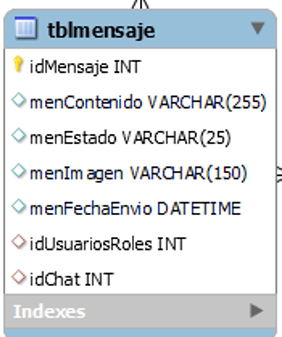 tblmensaje
idMensaje INT
menContenido VARCHAR(255)
menEstado VARCHAR(25)
menImagen VARCHAR(150)
menFechaEnvio DATETIME
idUsuariosRoles INT
idChat INT
Indexes